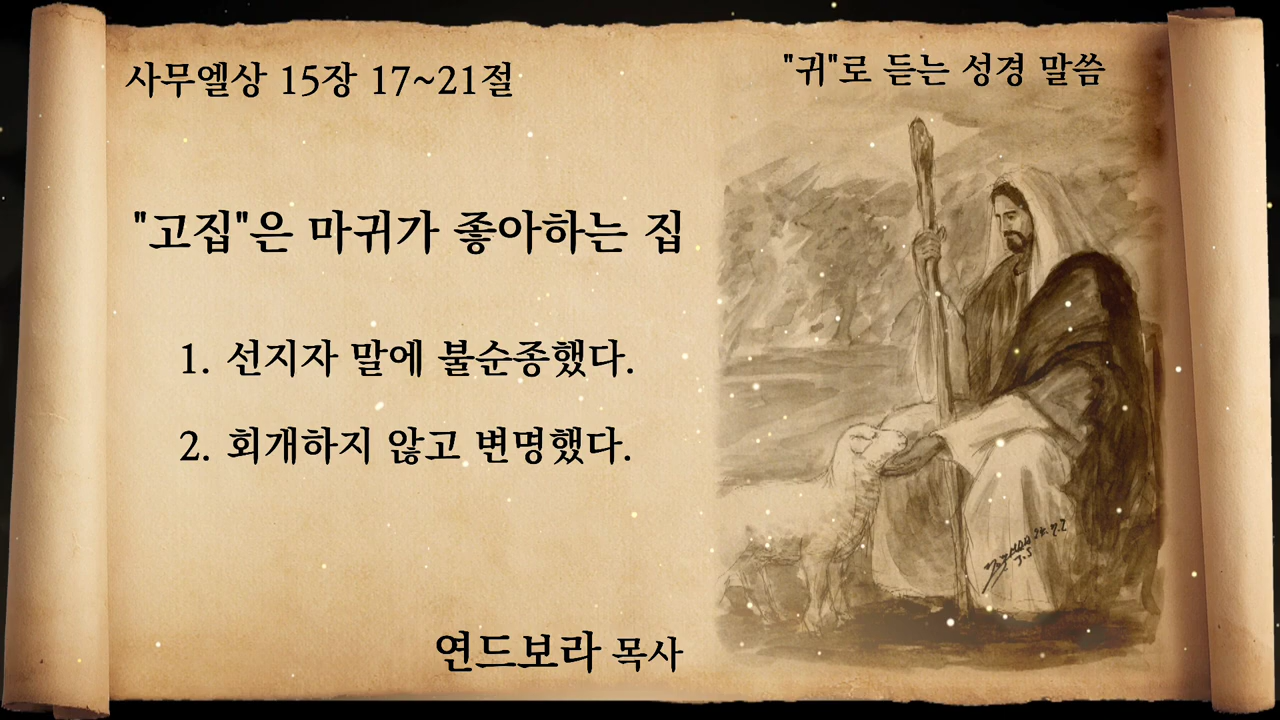 사무엘상 15장 17~21절
"귀"로 듣는 성경 말씀
"고집"은 마귀가 좋아하는 집
1. 선지자 말에 불순종했다.
2. 회개하지 않고 변명했다.
연드보라 목사